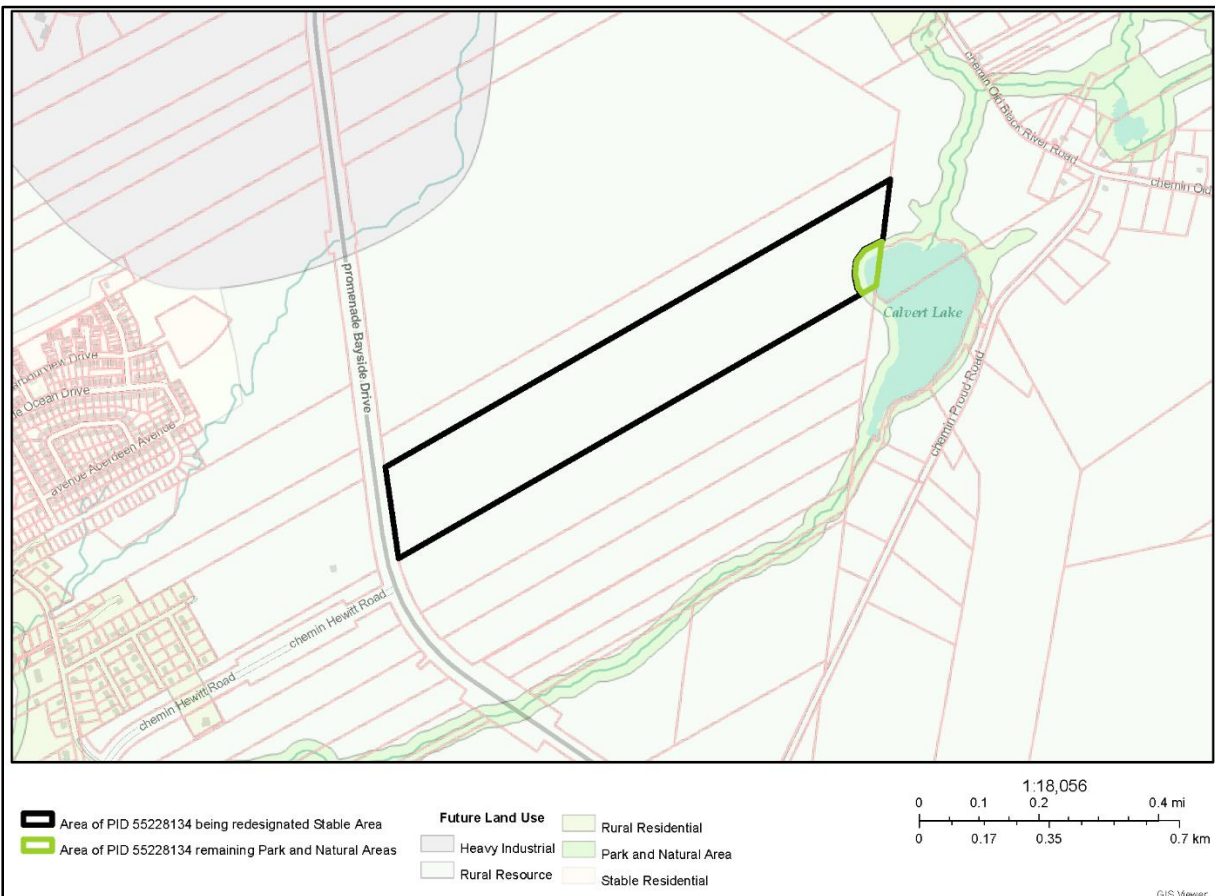 chemin Old Black River Road
chemin Old
promenade Bayside Drive
Calvert Lake
chemin Proud Road
arbourview Drive
e Ocean Drive
avenue Aberdeen Avenue
chemin Hewitt Road
chemin Hewitt Road
Area of PID 55228134 being redesignated Stable Area
Area of PID 55228134 remaining Park and Natural Areas
Future Land Use
Heavy Industrial
Rural Resource
Rural Residential
Park and Natural Area
Stable Residential
1:18,056
0 0.1 0.2 0.4 mi
0 0.17 0.35 0.7 km
GIS Viewer